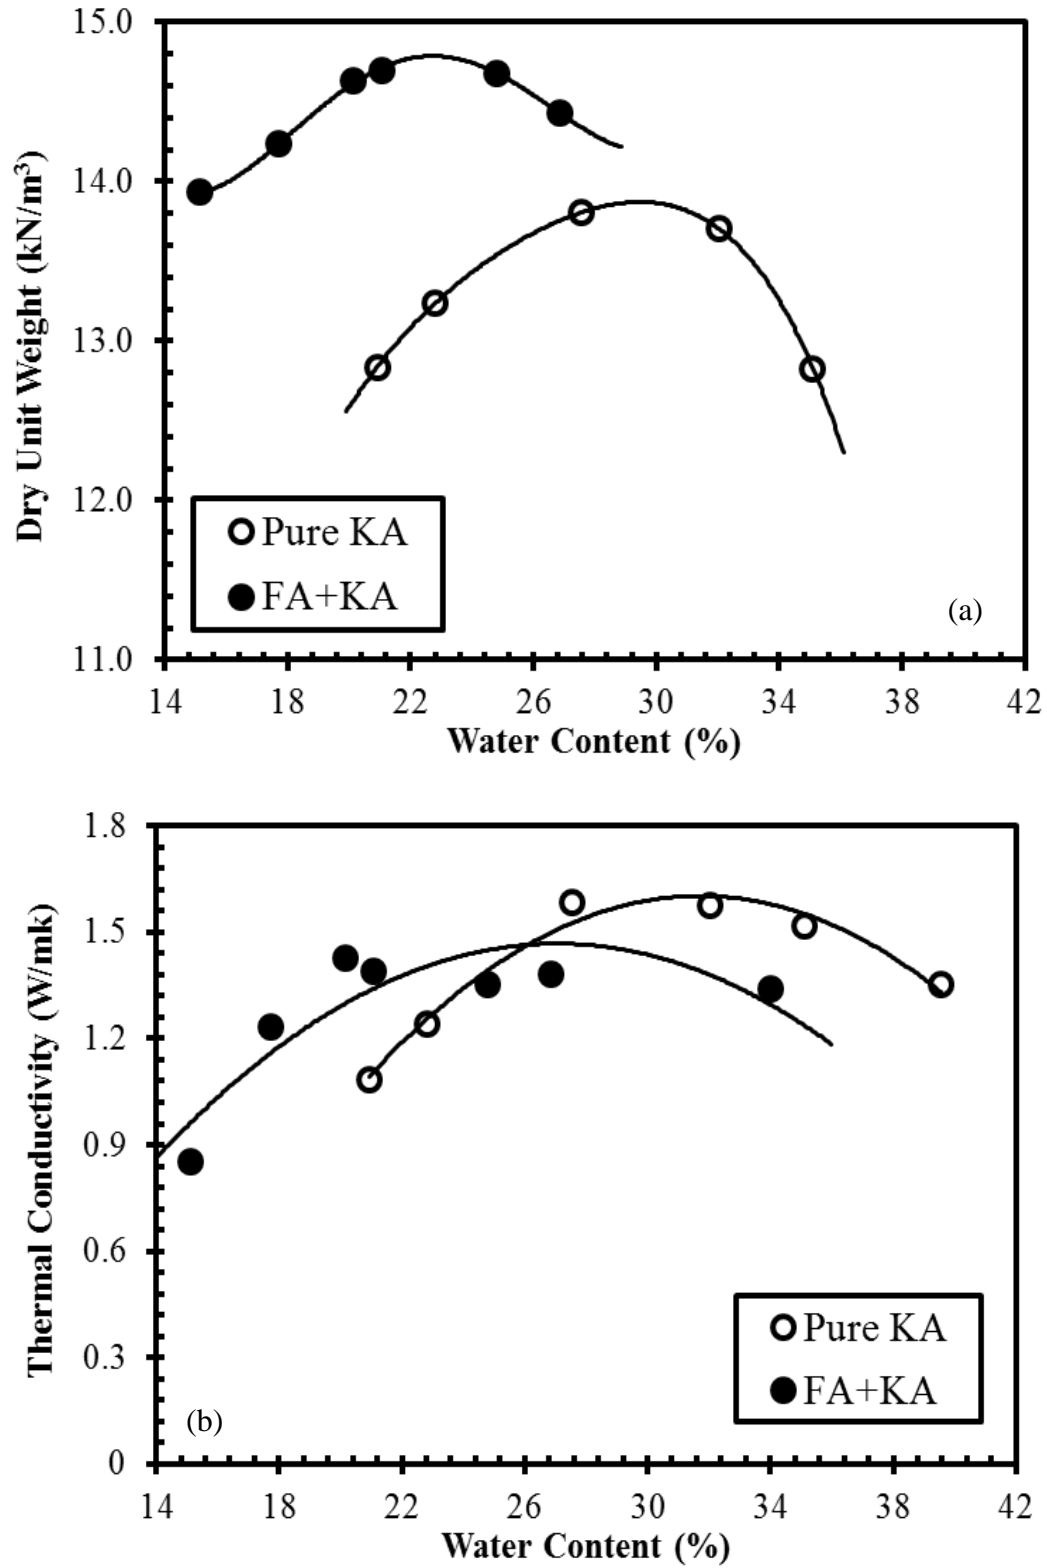 15.0
14.0
13.0
12.0
11.0
Dry Unit Weight (kN/m³)
Pure KA
FA+KA
(a)
14 18 22 26 30 34 38 42
Water Content (%)
1.8
1.5
1.2
0.9
0.6
0.3
0
Thermal Conductivity (W/mk)
Pure KA
FA+KA
(b)
14 18 22 26 30 34 38 42
Water Content (%)